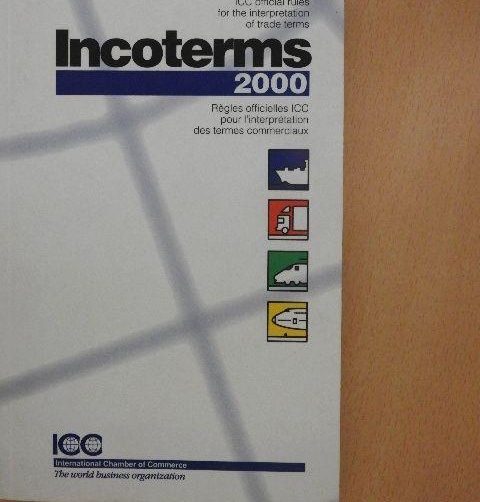 ICC official rules
for the interpretation
of trade terms
Incoterms
2000
Règles officielles ICC
pour l'interprétation
des termes commerciaux
ICC
International Chamber of Commerce
The world business organization